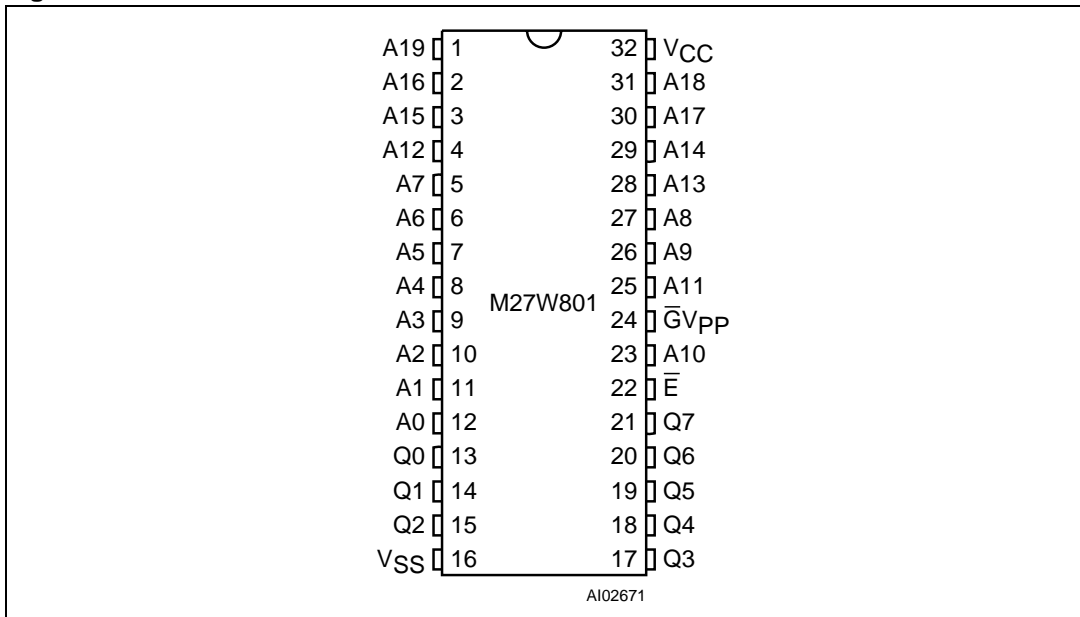 A19 1 32 VCC
A16 2 31 A18
A15 3 30 A17
A12 4 29 A14
A7 5 28 A13
A6 6 27 A8
A5 7 26 A9
A4 8 25 A11
M27W801
A3 9 24 G̅VPP
A2 10 23 A10
A1 11 22 E̅
A0 12 21 Q7
Q0 13 20 Q6
Q1 14 19 Q5
Q2 15 18 Q4
VSS 16 17 Q3
AI02671